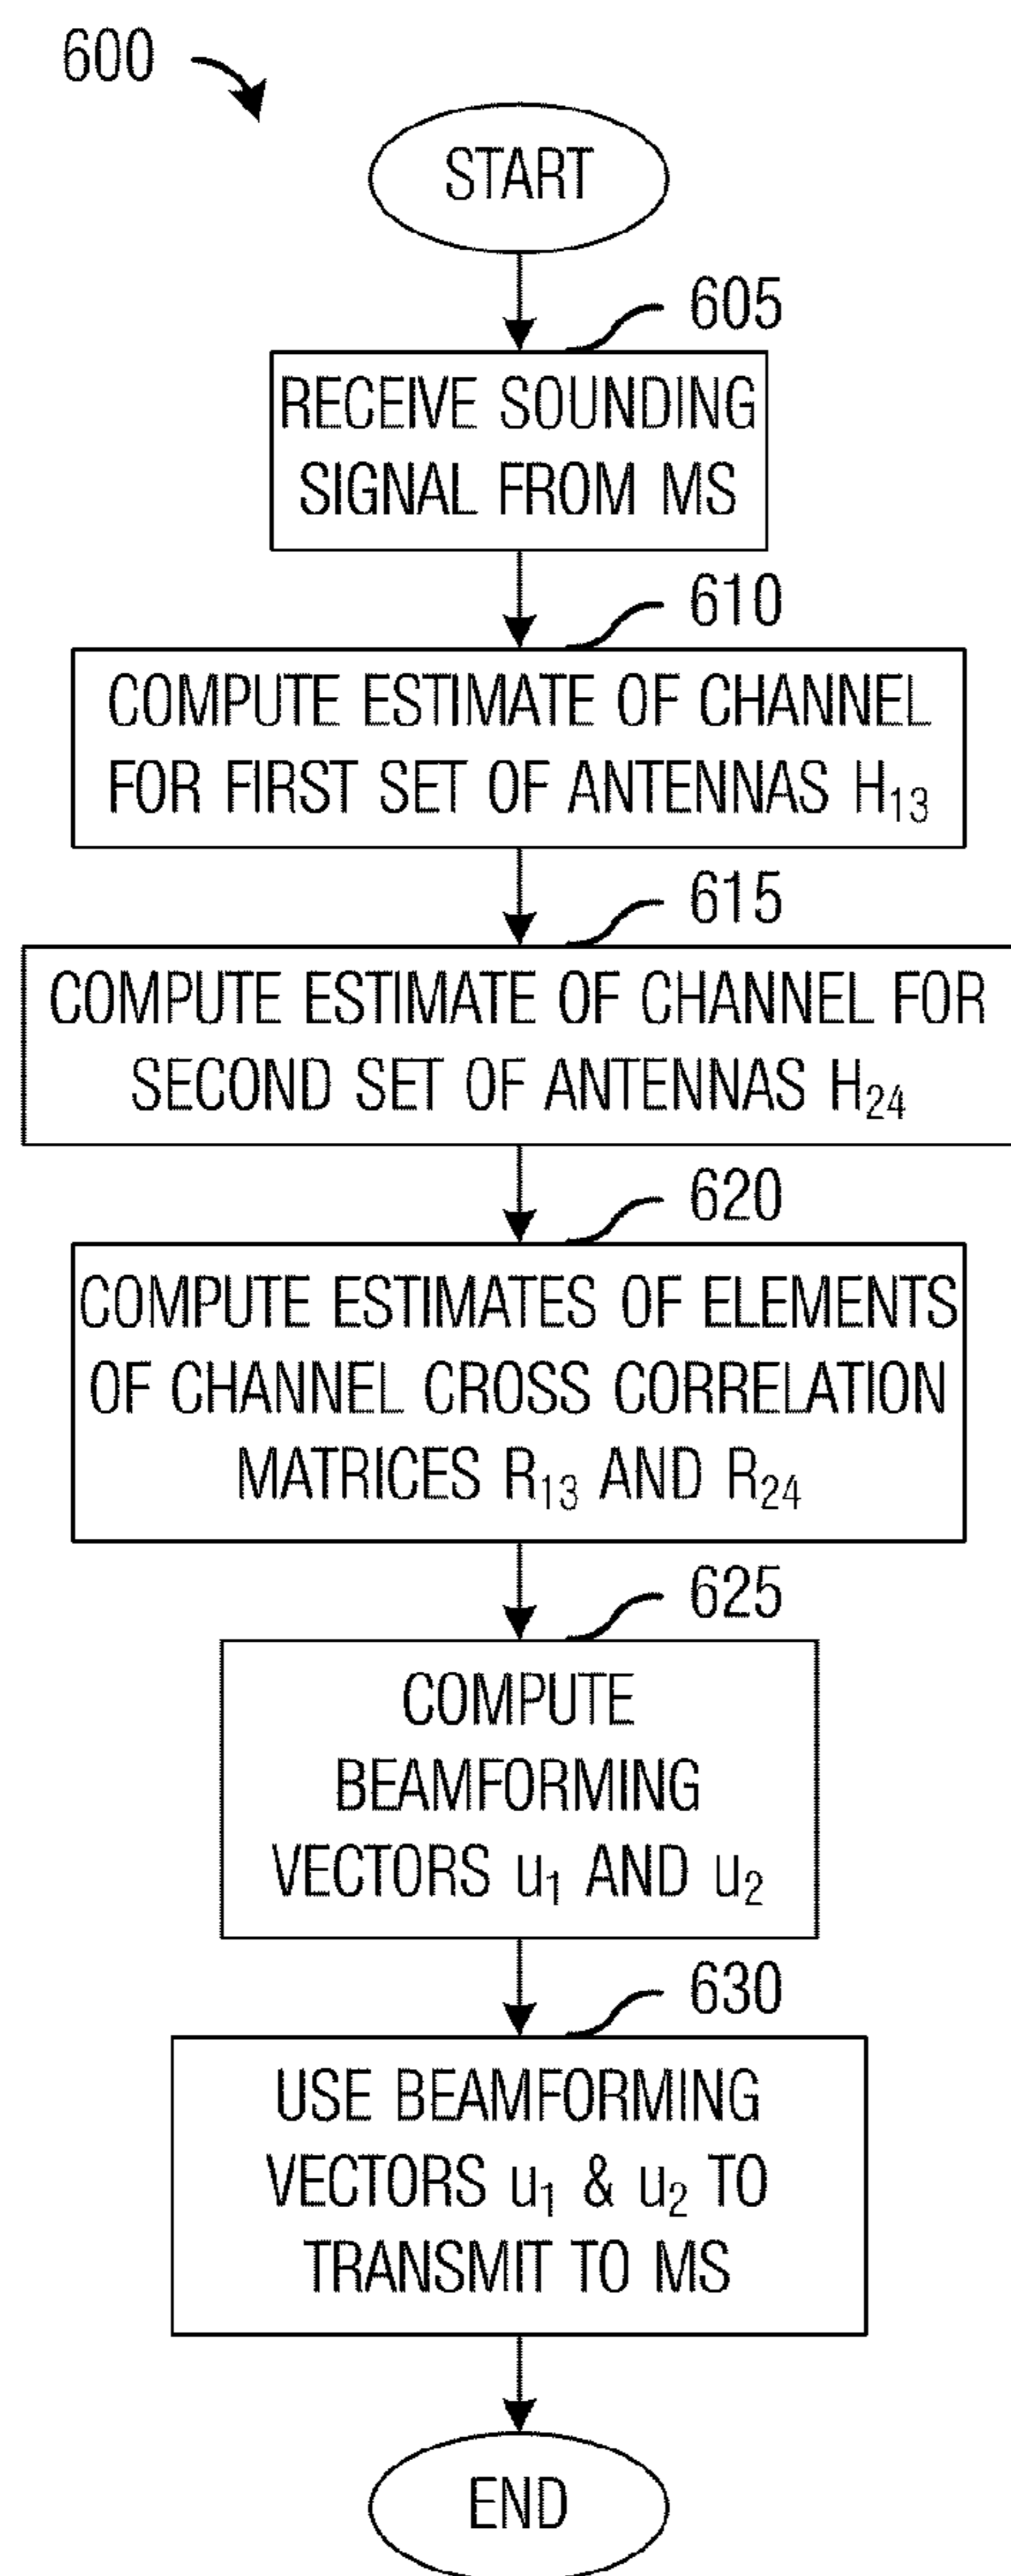 600
START
605
RECEIVE SOUNDING
SIGNAL FROM MS
610
COMPUTE ESTIMATE OF CHANNEL
FOR FIRST SET OF ANTENNAS H₁₃
615
COMPUTE ESTIMATE OF CHANNEL FOR
SECOND SET OF ANTENNAS H₂₄
620
COMPUTE ESTIMATES OF ELEMENTS
OF CHANNEL CROSS CORRELATION
MATRICES R₁₃ AND R₂₄
625
COMPUTE
BEAMFORMING
VECTORS u₁ AND u₂
630
USE BEAMFORMING
VECTORS u₁ & u₂ TO
TRANSMIT TO MS
END